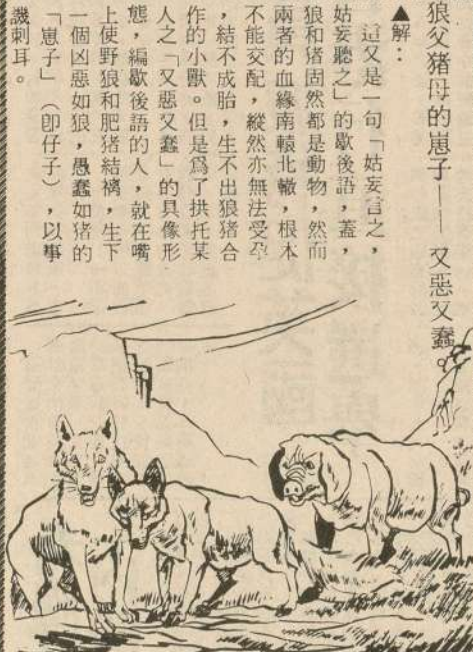 狼父猪母的崽子——又惡又蠢。
▲解：
這又是一句「姑妄言之，
姑妄聽之」的歇後語，蓋，
狼和猪固然都是動物，然而
兩者的血緣南轅北轍，根本
不能交配，縱然亦無法受孕
，結不成胎，生不出狼猪合
作的小獸。但是爲了拱托某
人之「又惡又蠢」的具像形
態，編歇後語的人，就在嘴
上使野狼和肥猪結褵，生下
一個凶惡如狼，愚蠢如猪的
「崽子」（卽仔子），以事
譏刺耳。